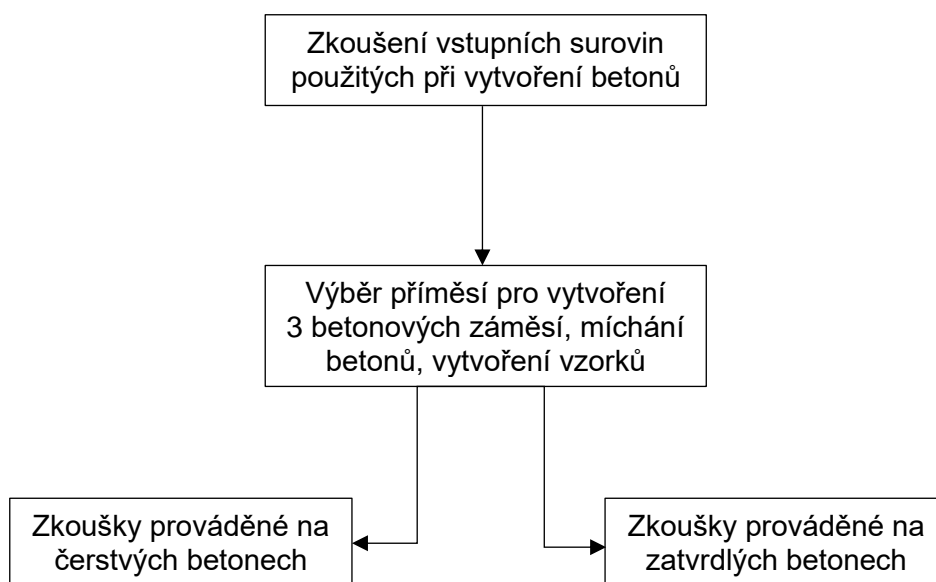 Zkoušení vstupních surovin
použitých při vytvoření betonů
Výběr příměsí pro vytvoření
3 betonových záměsí, míchání
betonů, vytvoření vzorků
Zkoušky prováděné na
čerstvých betonech
Zkoušky prováděné na
zatvrdlých betonech